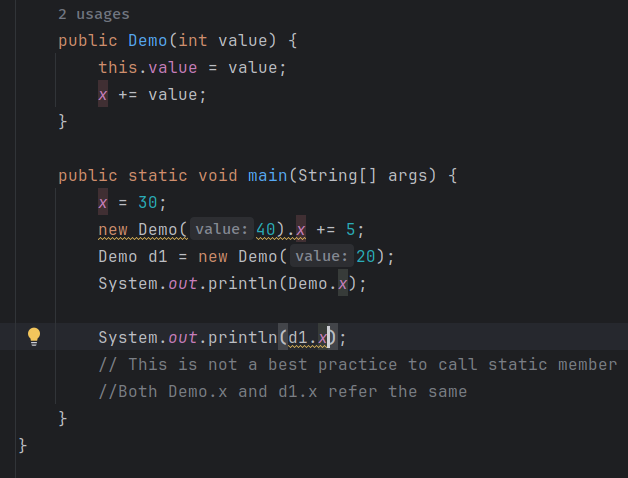 2 usages
public Demo(int value) {
this.value = value;
x += value;
}
public static void main(String[] args) {
x = 30;
new Demo( value: 40).x += 5;
Demo d1 = new Demo( value: 20);
System.out.println(Demo.x);
System.out.println(d1.x);
// This is not a best practice to call static member
//Both Demo.x and d1.x refer the same
}
}